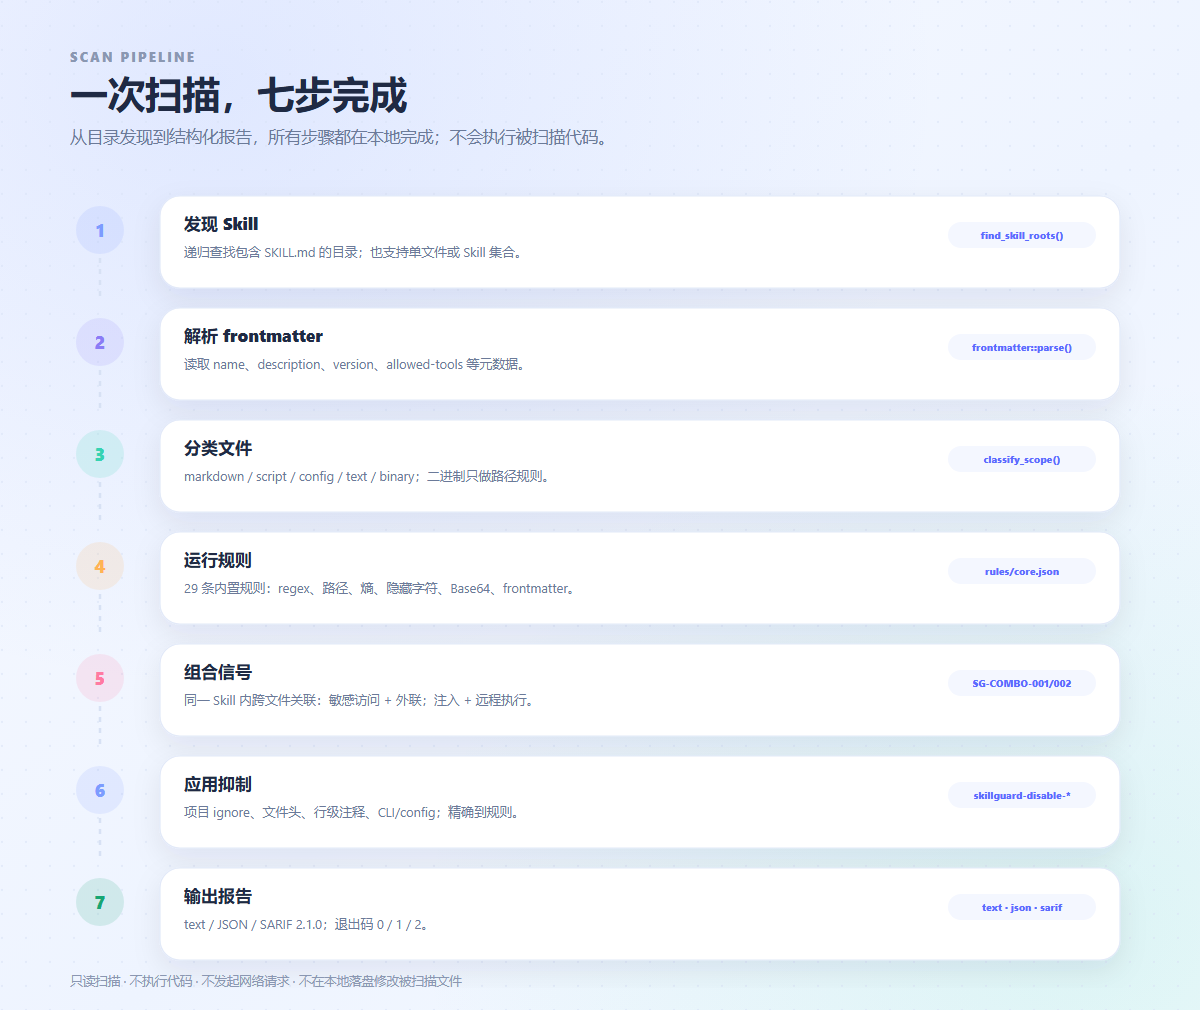 SCAN PIPELINE
一次扫描，七步完成
从目录发现到结构化报告，所有步骤都在本地完成；不会执行被扫描代码。
1
发现 Skill
递归查找包含 SKILL.md 的目录；也支持单文件或 Skill 集合。
find_skill_roots()
2
解析 frontmatter
读取 name、description、version、allowed-tools 等元数据。
frontmatter::parse()
3
分类文件
markdown / script / config / text / binary；二进制只做路径规则。
classify_scope()
4
运行规则
29 条内置规则：regex、路径、熵、隐藏字符、Base64、frontmatter。
rules/core.json
5
组合信号
同一 Skill 内跨文件关联：敏感访问 + 外联；注入 + 远程执行。
SG-COMBO-001/002
6
应用抑制
项目 ignore、文件头、行级注释、CLI/config；精确到规则。
skillguard-disable-*
7
输出报告
text / JSON / SARIF 2.1.0；退出码 0 / 1 / 2。
text · json · sarif
只读扫描 · 不执行代码 · 不发起网络请求 · 不在本地落盘修改被扫描文件